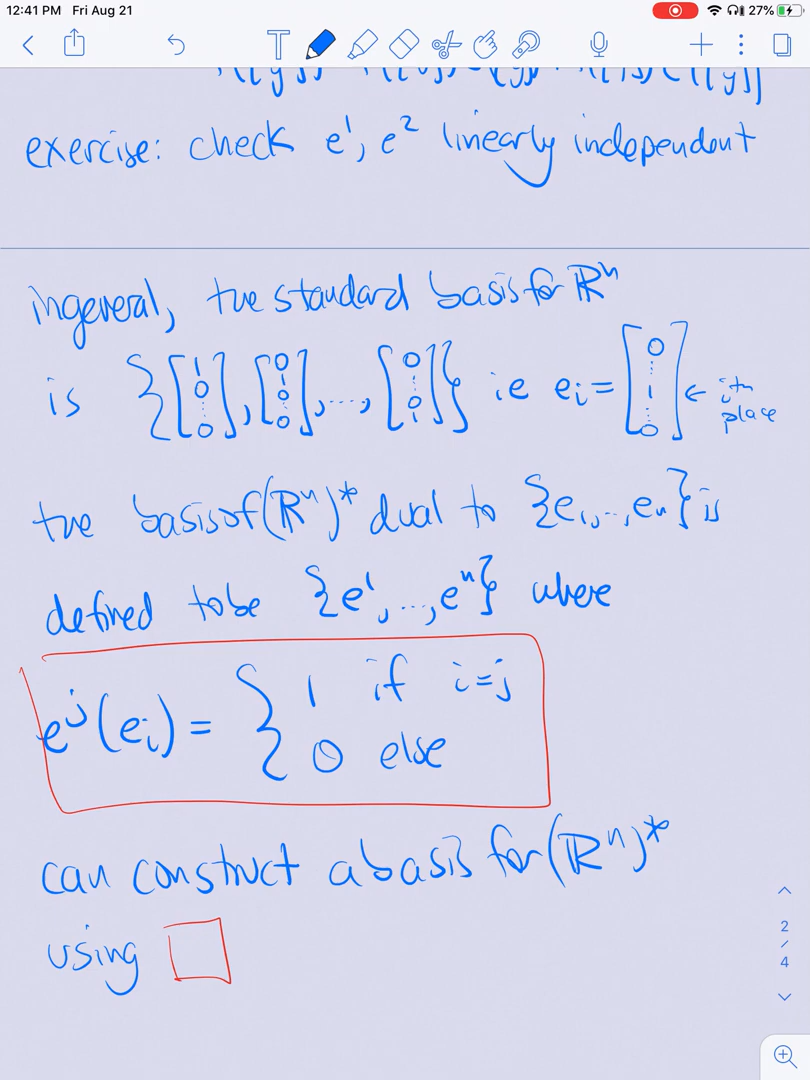 12:41 PM Fri Aug 21
27%
exercise: check e¹, e² linearly independent
in general, the standard basis for ℝⁿ
is {[1 0 ⋮ 0], [0 1 0 ⋮ 0], ..., [0 ⋮ 0 1]} ie eᵢ = [0 ⋮ 1 ⋮ 0] ← ith place
the basis of (ℝⁿ)* dual to {e₁, ..., eₙ} is
defined to be {e¹, ..., eⁿ} where
eʲ(eᵢ) = { 1 if i=j
0 else
can construct a basis for (ℝⁿ)*
using □
2
/
4